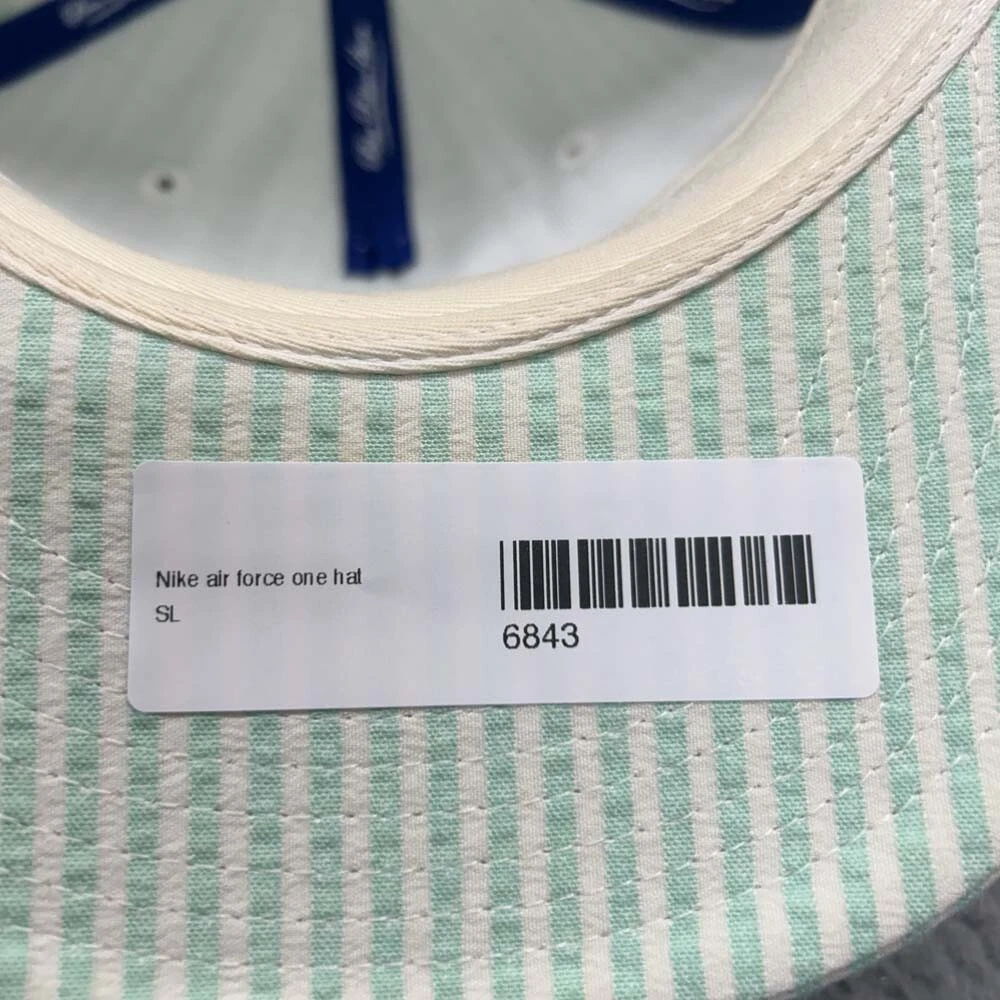 Nike air force one hat
SL
6843